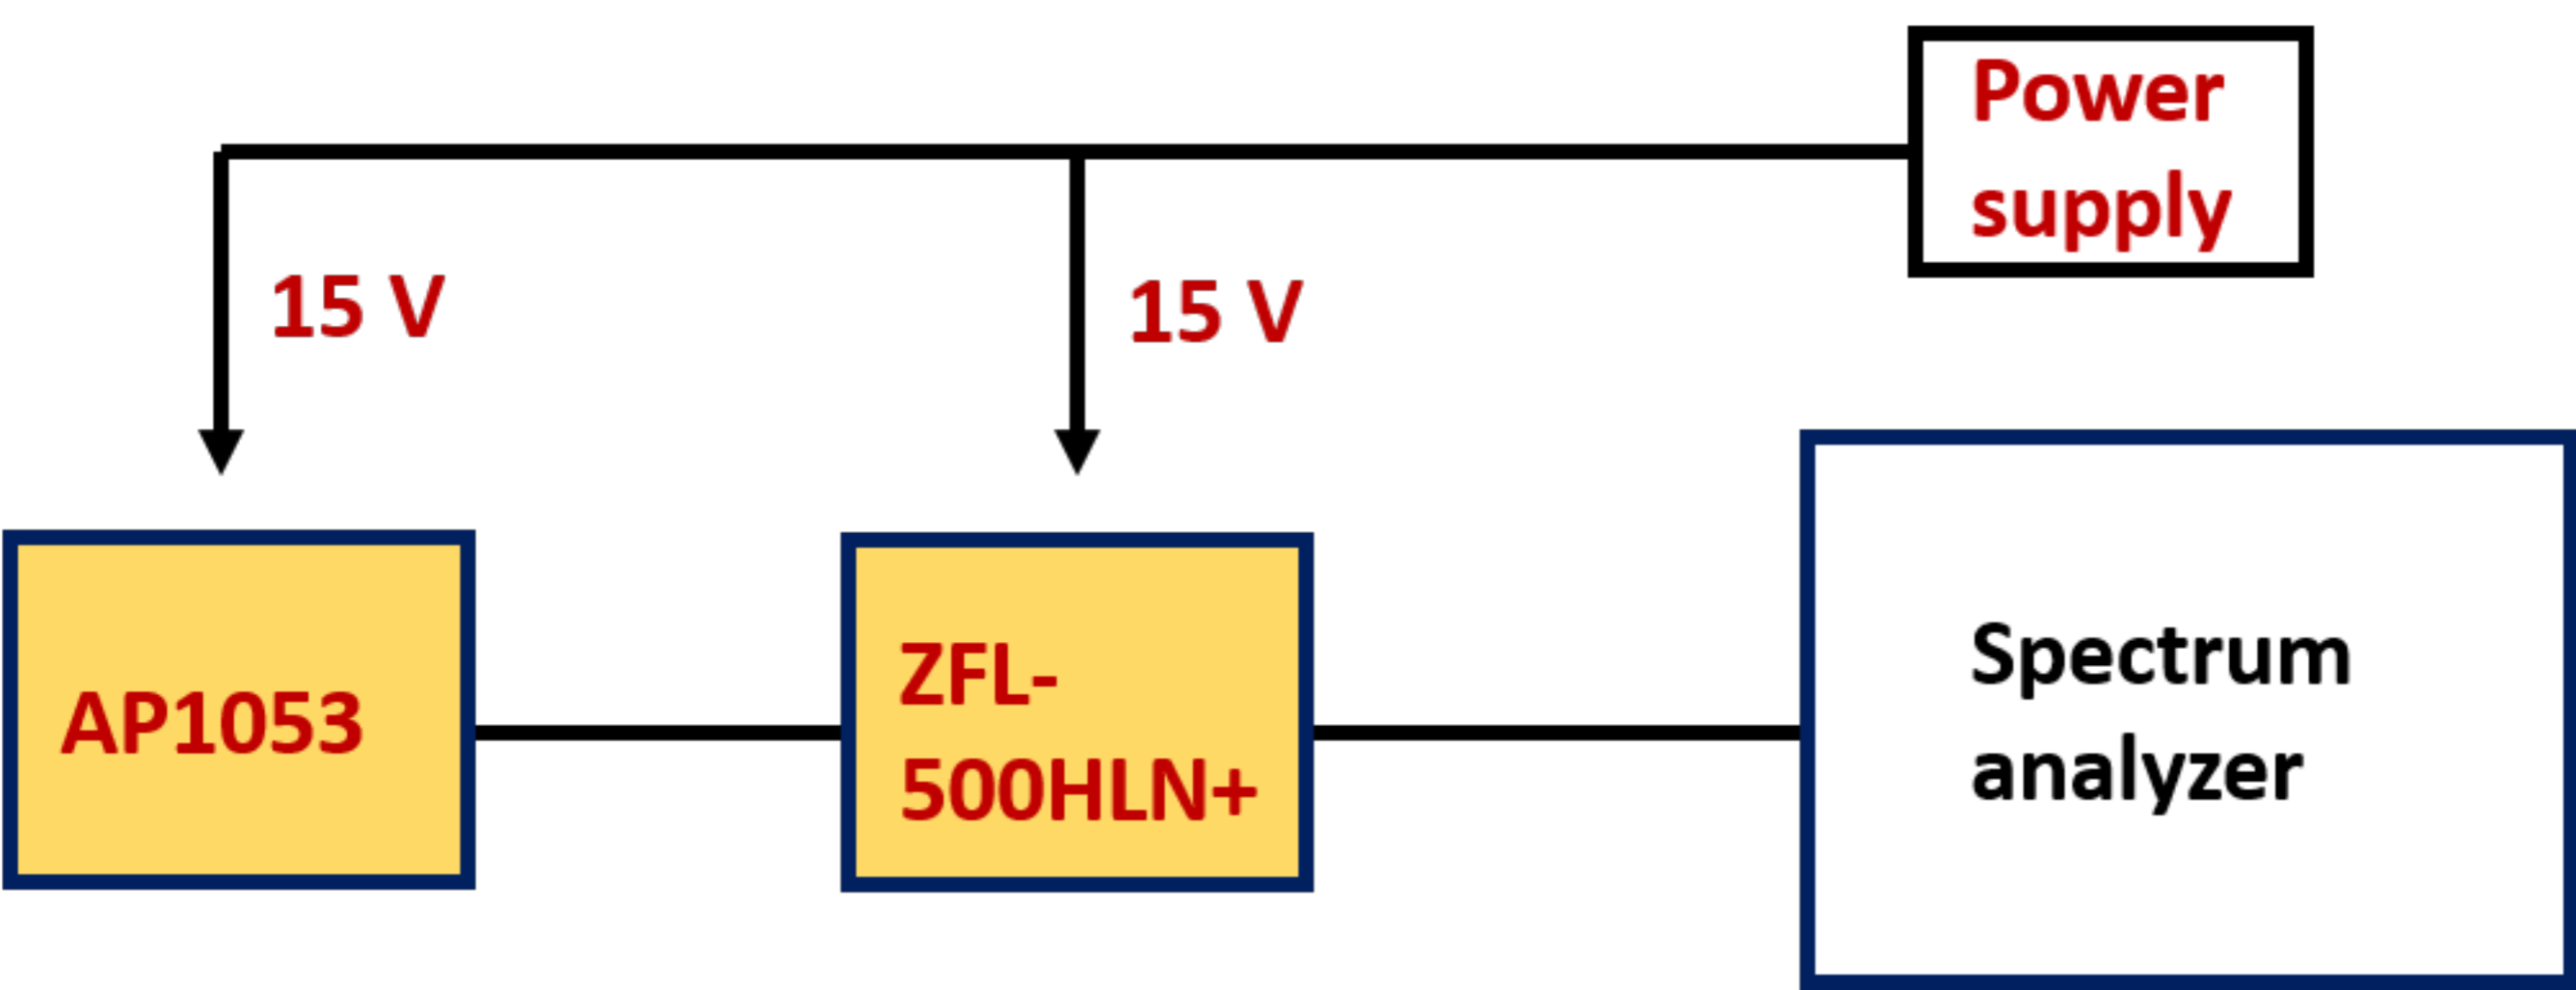 Power
supply
15 V
15 V
AP1053
ZFL-
500HLN+
Spectrum
analyzer